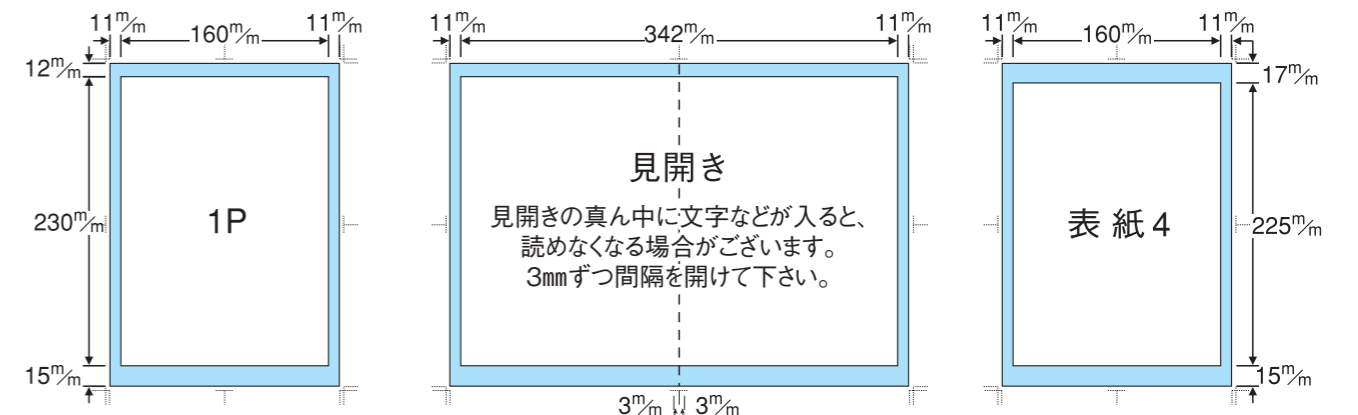 11m/m 160m/m 11m/m
12m/m
230m/m
1P
15m/m
11m/m 342m/m 11m/m
見開き
見開きの真ん中に文字などが入ると、
読めなくなる場合がございます。
3㎜ずつ間隔を開けて下さい。
3m/m 3m/m
11m/m 160m/m 11m/m
17m/m
表紙4
225m/m
15m/m